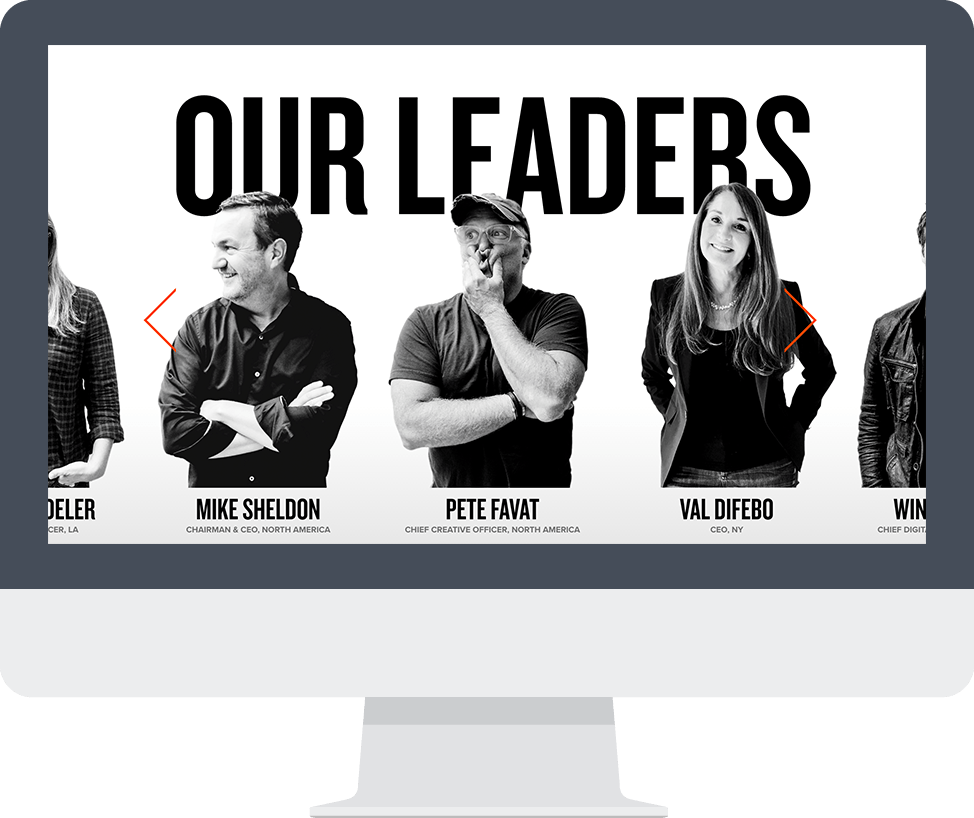 OUR LEADERS
DELER
MIKE SHELDON
PETE FAVAT
VAL DIFEBO
WIN
CER, LA
CHAIRMAN & CEO, NORTH AMERICA
CHIEF CREATIVE OFFICER, NORTH AMERICA
CEO, NY
CHIEF DIGITA